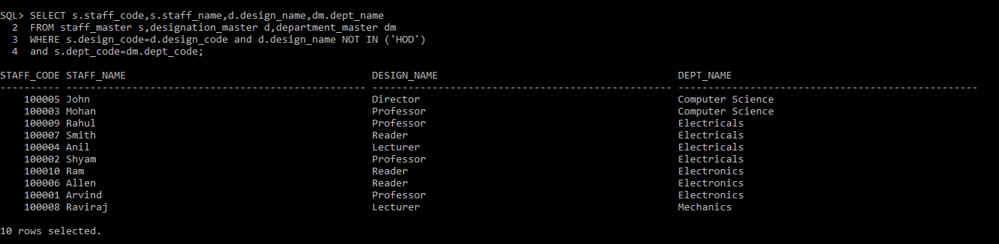 SQL> SELECT s.staff_code,s.staff_name,d.design_name,dm.dept_name
  2  FROM staff_master s,designation_master d,department_master dm
  3  WHERE s.design_code=d.design_code and d.design_name NOT IN ('HOD')
  4  and s.dept_code=dm.dept_code;
STAFF_CODE STAFF_NAME                                         DESIGN_NAME                                        DEPT_NAME
---------- -------------------------------------------------- -------------------------------------------------- --------------------------------------------------
    100005 John                                               Director                                           Computer Science
    100003 Mohan                                              Professor                                          Computer Science
    100009 Rahul                                              Professor                                          Electricals
    100007 Smith                                              Reader                                             Electricals
    100004 Anil                                               Lecturer                                           Electricals
    100002 Shyam                                              Professor                                          Electricals
    100010 Ram                                                Reader                                             Electronics
    100006 Allen                                              Reader                                             Electronics
    100001 Arvind                                             Professor                                          Electronics
    100008 Raviraj                                            Lecturer                                           Mechanics
10 rows selected.